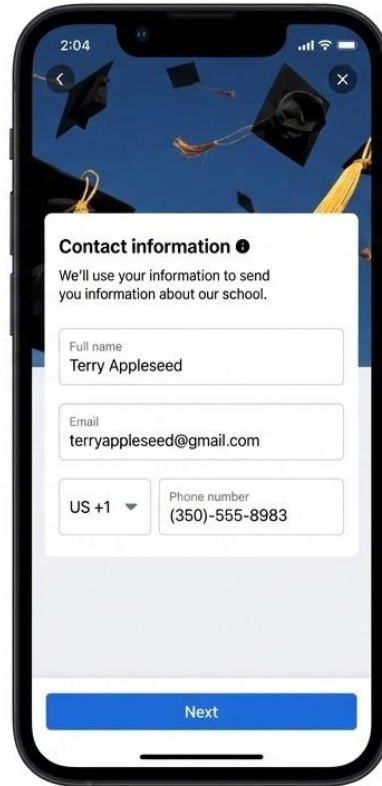 2:04
Contact information
We'll use your information to send
you information about our school.
Full name
Terry Appleseed
Email
terryappleseed@gmail.com
US +1
Phone number
(350)-555-8983
Next